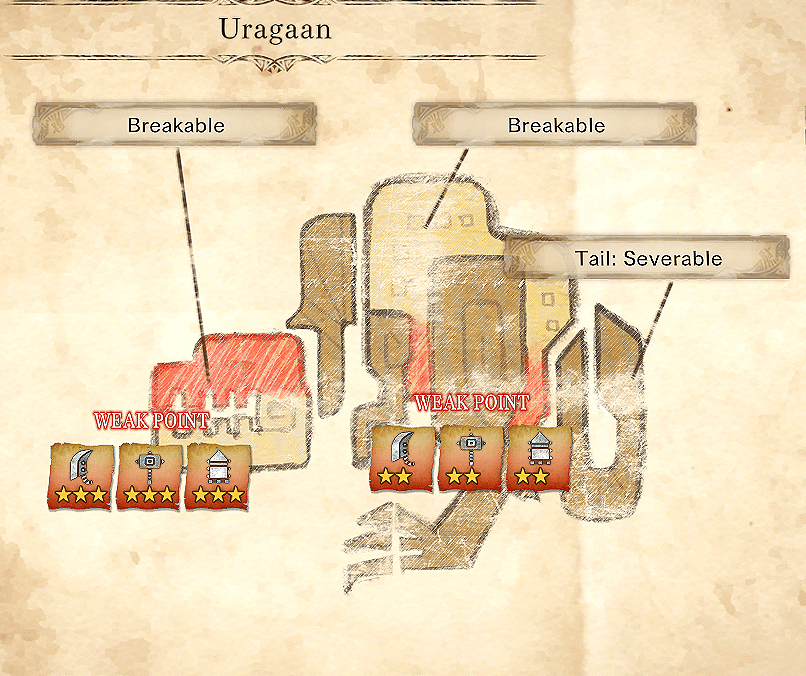 Uragaan
Breakable
Breakable
Tail: Severable
WEAK POINT
WEAK POINT